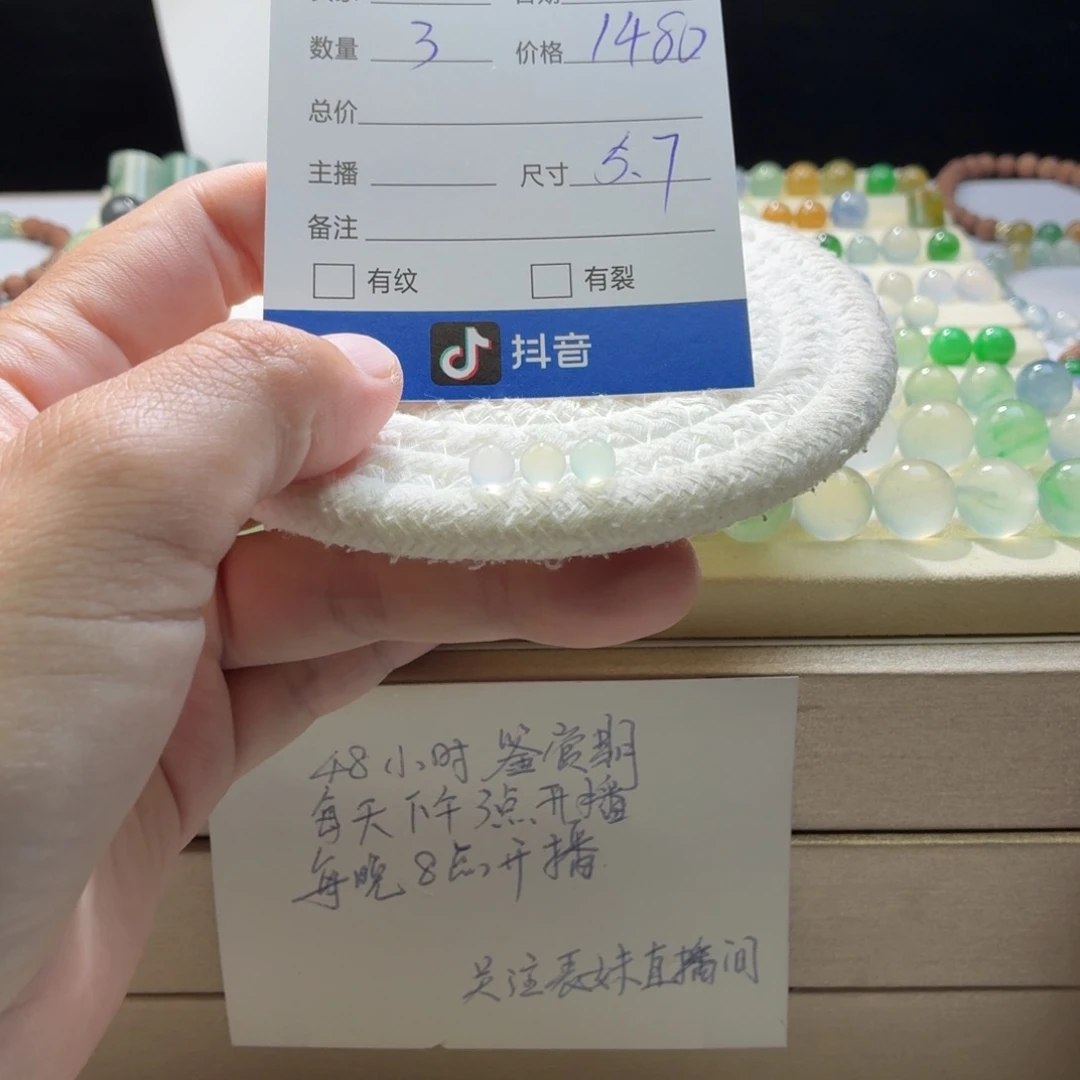 数量 3 价格 1480
总价
主播 尺寸 5.7
备注
有纹 有裂
抖音
48小时 鉴赏期
每天下午3点开播
每晚8点开播
关注表妹直播间